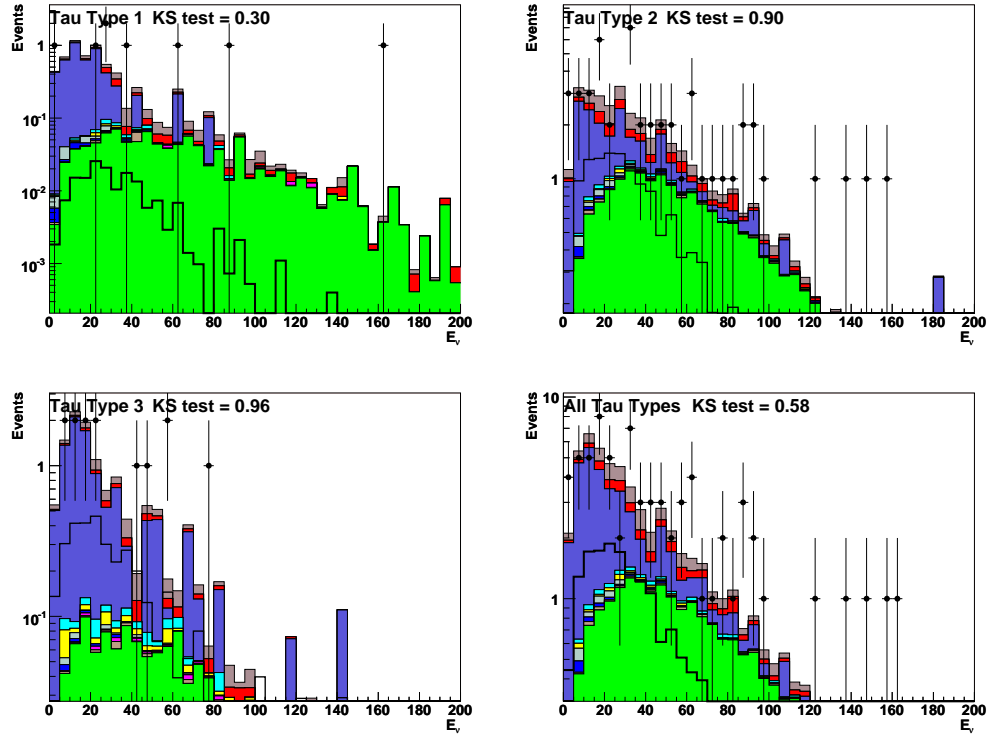 Tau Type 1 KS test = 0.30
Events
1
10-1
10-2
10-3
0 20 40 60 80 100 120 140 160 180 200
Eν
Tau Type 2 KS test = 0.90
Events
1
0 20 40 60 80 100 120 140 160 180 200
Eν
Tau Type 3 KS test = 0.96
Events
1
10-1
0 20 40 60 80 100 120 140 160 180 200
Eν
All Tau Types KS test = 0.58
Events
10
1
0 20 40 60 80 100 120 140 160 180 200
Eν